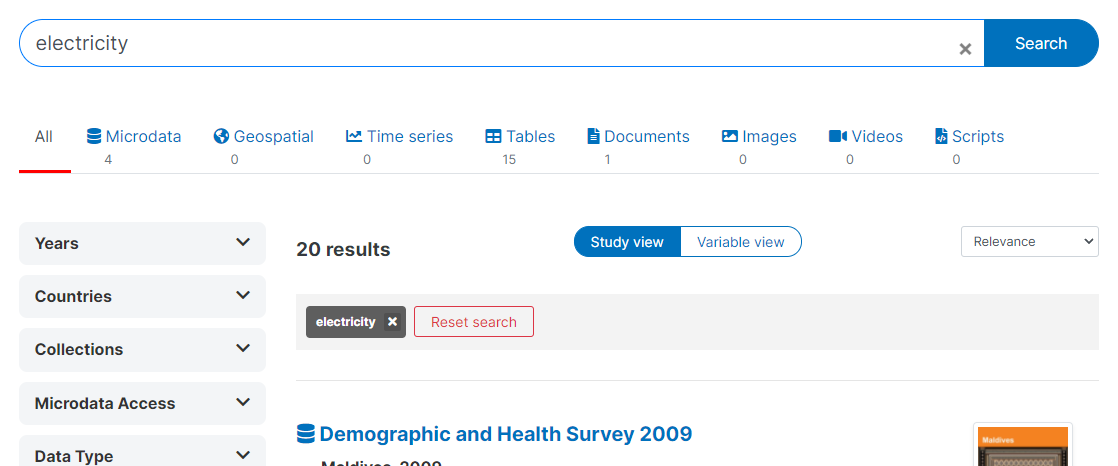 electricity
Search
All Microdata Geospatial Time series Tables Documents Images Videos Scripts
4 0 0 15 1 0 0 0
Years
20 results Study view Variable view Relevance
Countries
electricity Reset search
Collections
Microdata Access
Demographic and Health Survey 2009
Maldives
Data Type
Maldives, 2009